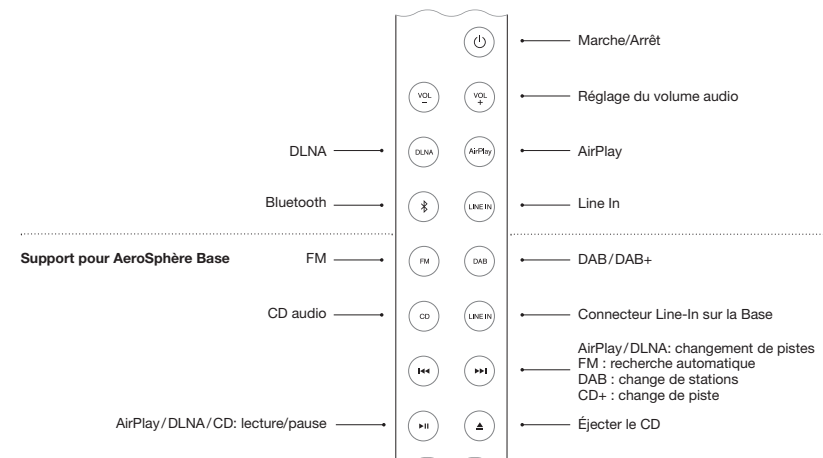 Marche/Arrêt
VOL
−
VOL
+
Réglage du volume audio
DLNA
DLNA
AirPlay
AirPlay
Bluetooth
LINE IN
Line In
Support pour AeroSphère Base
FM
FM
DAB
DAB/DAB+
CD audio
CD
LINE IN
Connecteur Line-In sur la Base
AirPlay/DLNA: changement de pistes
FM : recherche automatique
DAB : change de stations
CD+ : change de piste
AirPlay/DLNA/CD: lecture/pause
Éjecter le CD